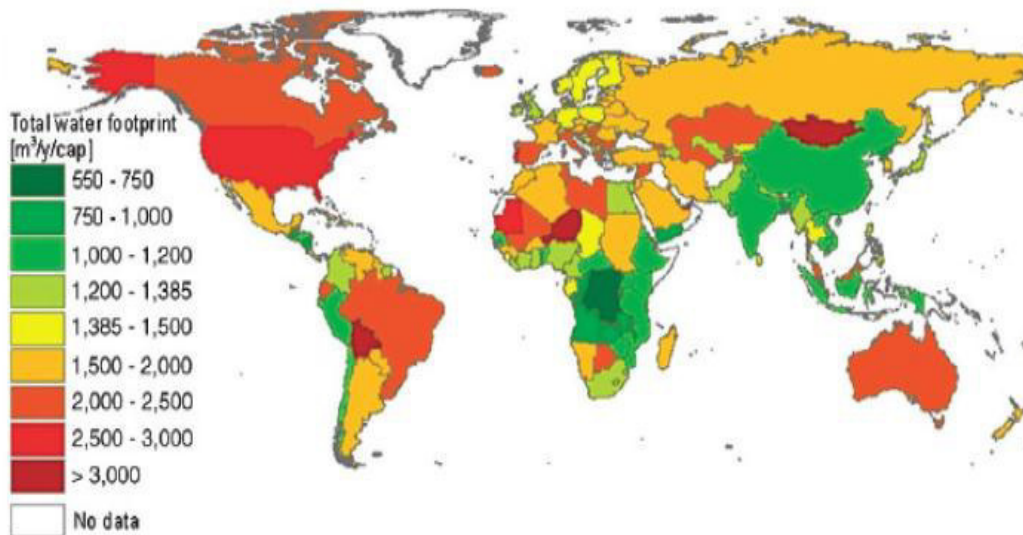 Total water footprint
[m³/y/cap]
550 - 750
750 - 1,000
1,000 - 1,200
1,200 - 1,385
1,385 - 1,500
1,500 - 2,000
2,000 - 2,500
2,500 - 3,000
> 3,000
No data